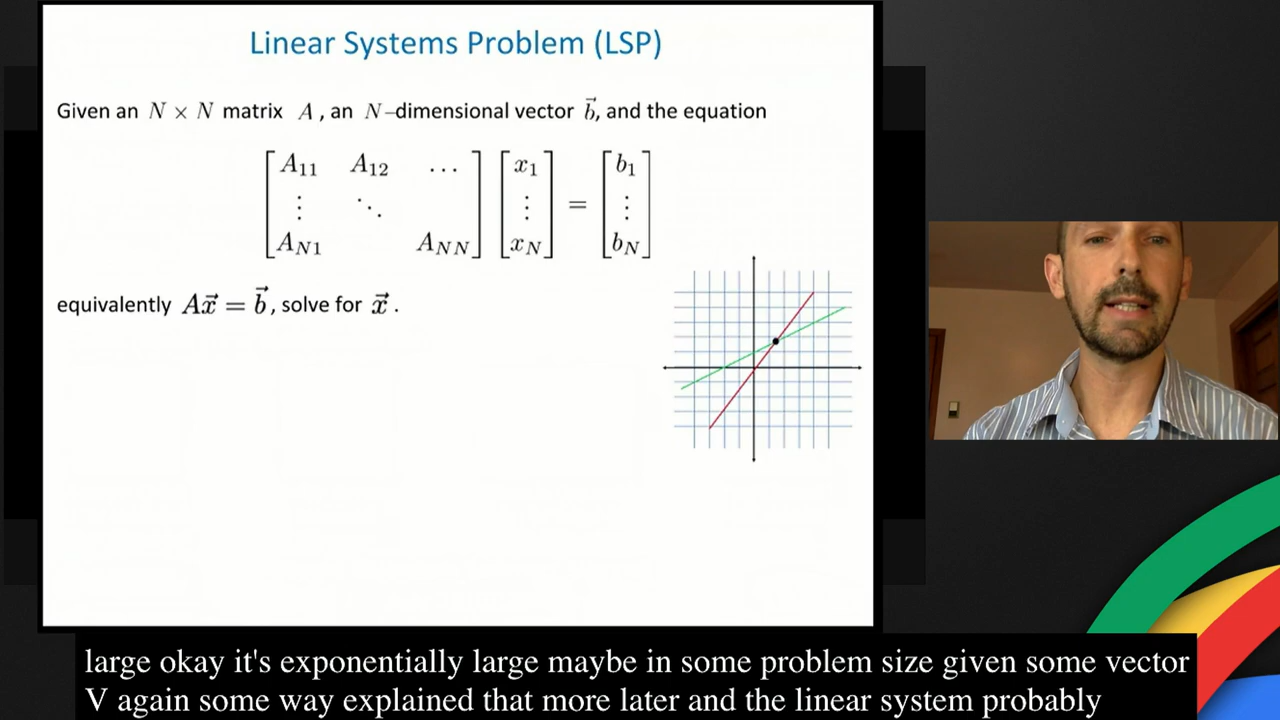 Linear Systems Problem (LSP)
Given an N × N matrix A , an N–dimensional vector b⃗, and the equation
[ A₁₁ A₁₂ … ] [ x₁ ] [ b₁ ]
[ ⋮ ⋱ ] [ ⋮ ] = [ ⋮ ]
[ A_N1 A_NN ] [ x_N ] [ b_N ]
equivalently Ax⃗ = b⃗, solve for x⃗ .
large okay it's exponentially large maybe in some problem size given some vector
V again some way explained that more later and the linear system probably